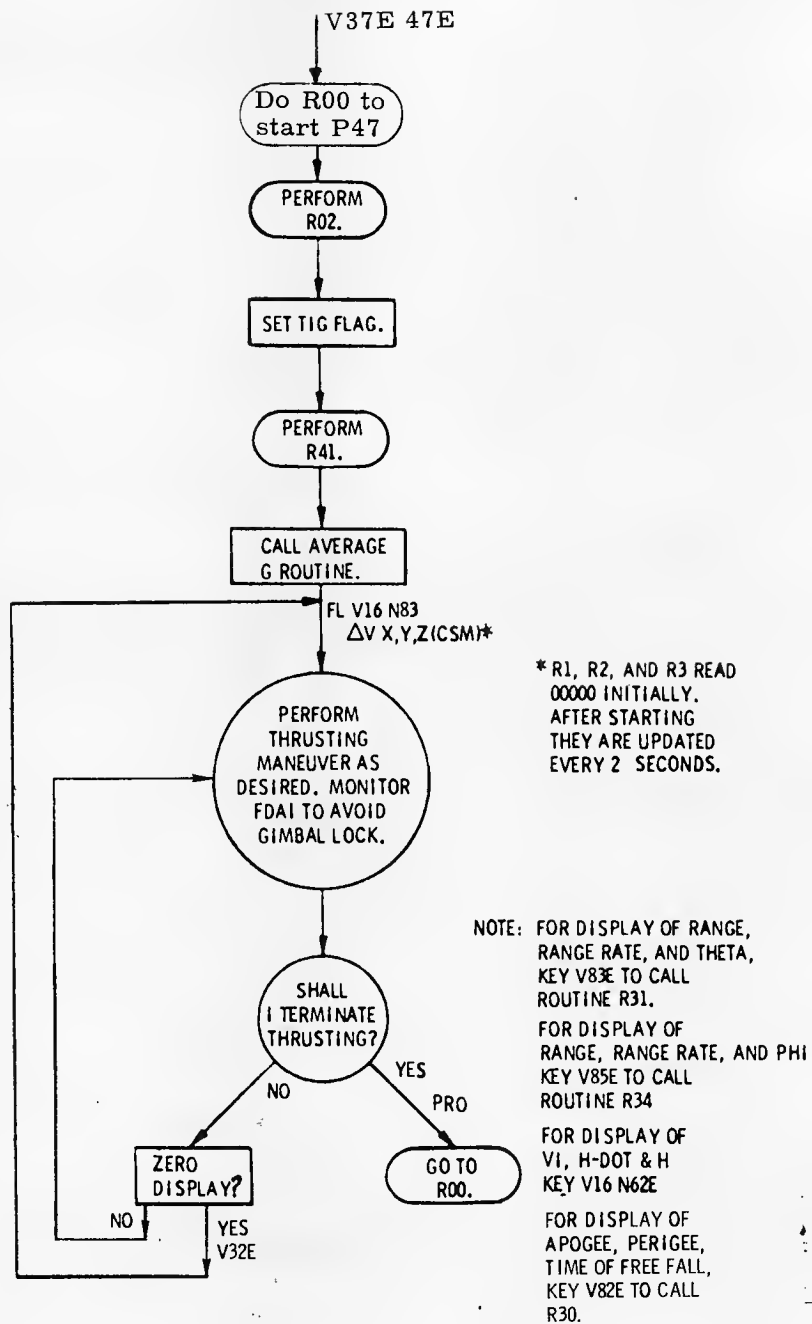 V37E 47E
Do R00 to
start P47
PERFORM
R02.
SET TIG FLAG.
PERFORM
R41.
CALL AVERAGE
G ROUTINE.
FL V16 N83
ΔV X,Y,Z(CSM)*
* R1, R2, AND R3 READ
00000 INITIALLY.
AFTER STARTING
THEY ARE UPDATED
EVERY 2 SECONDS.
PERFORM
THRUSTING
MANEUVER AS
DESIRED. MONITOR
FDAI TO AVOID
GIMBAL LOCK.
NOTE: FOR DISPLAY OF RANGE,
RANGE RATE, AND THETA,
KEY V83E TO CALL
ROUTINE R31.
FOR DISPLAY OF
RANGE, RANGE RATE, AND PHI
KEY V85E TO CALL
ROUTINE R34
FOR DISPLAY OF
VI, H-DOT & H
KEY V16 N62E
FOR DISPLAY OF
APOGEE, PERIGEE,
TIME OF FREE FALL,
KEY V82E TO CALL
R30.
SHALL
I TERMINATE
THRUSTING?
NO
YES
PRO
ZERO
DISPLAY?
GO TO
R00.
NO
YES
V32E